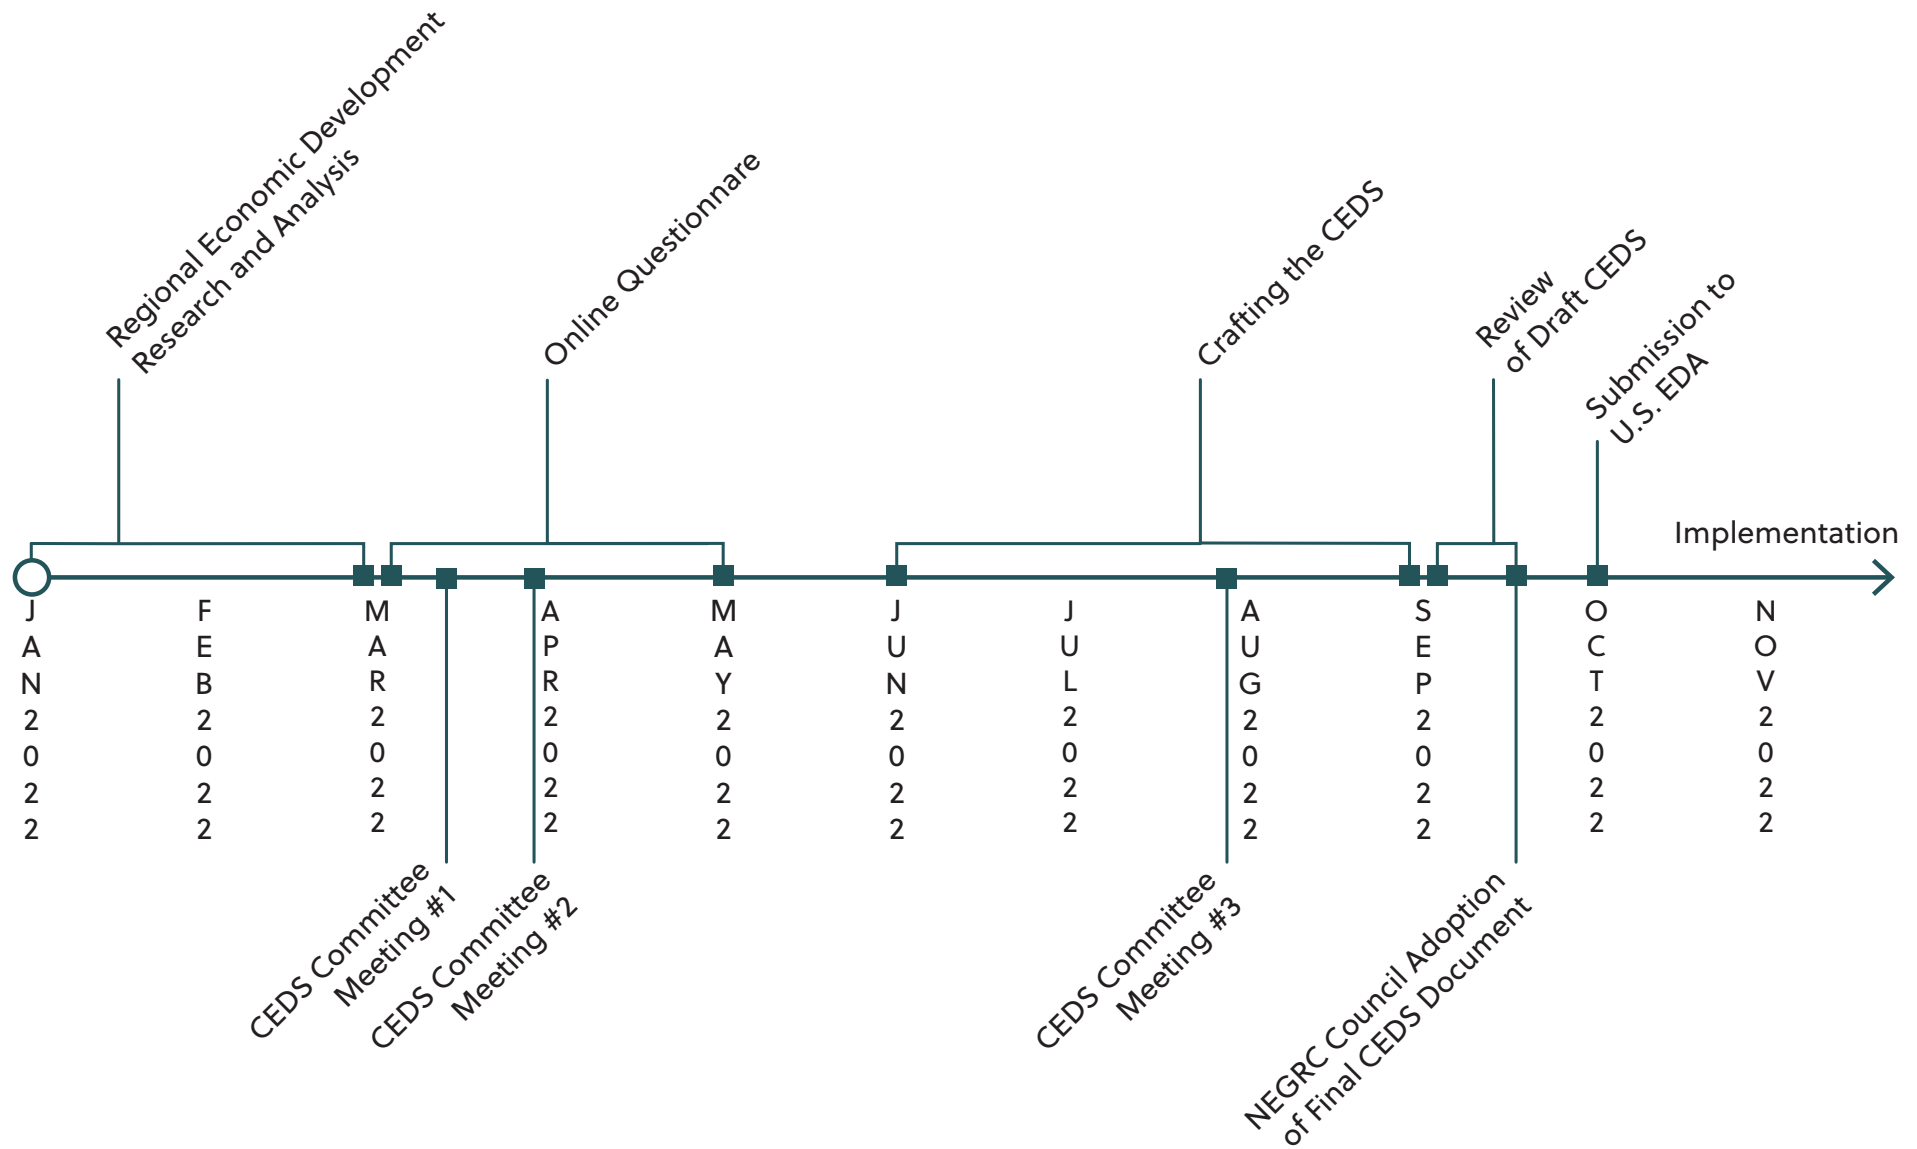 Regional Economic Development
Research and Analysis
Online Questionnare
Crafting the CEDS
Review
of Draft CEDS
Submission to
U.S. EDA
Implementation
JAN2022
FEB2022
MAR2022
APR2022
MAY2022
JUN2022
JUL2022
AUG2022
SEP2022
OCT2022
NOV2022
CEDS Committee
Meeting #1
CEDS Committee
Meeting #2
CEDS Committee
Meeting #3
NEGRC Council Adoption
of Final CEDS Document